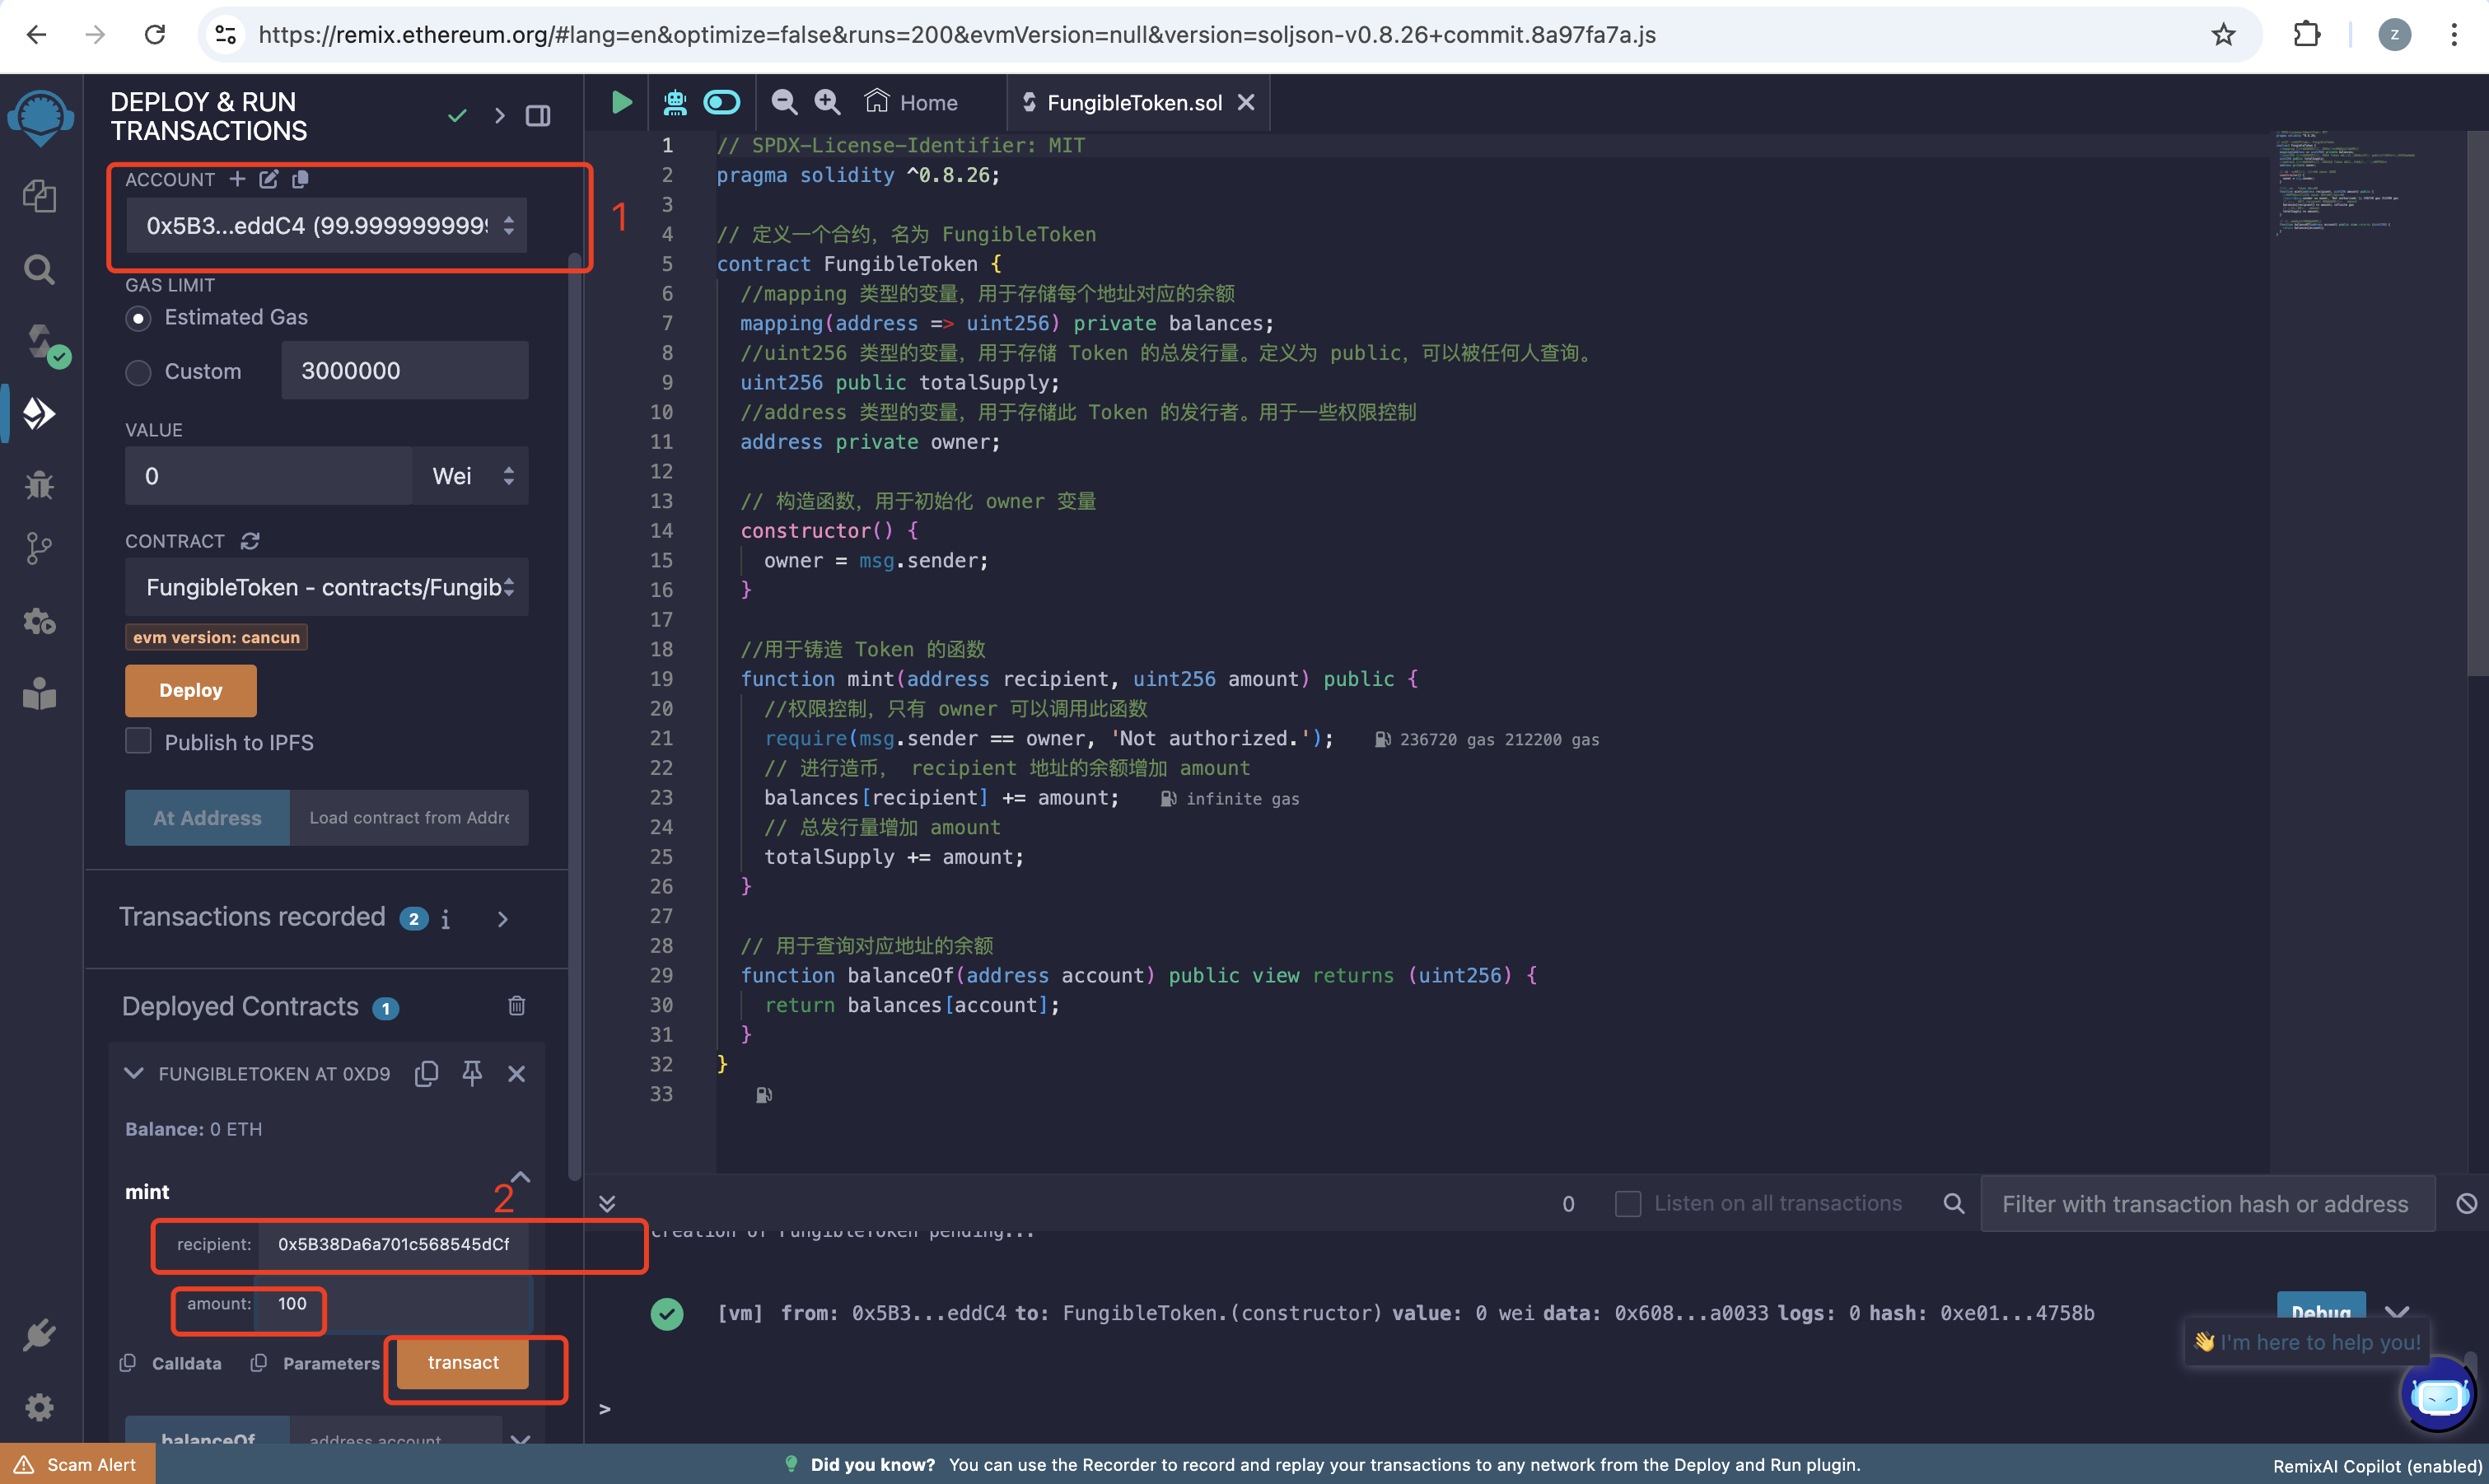 https://remix.ethereum.org/#lang=en&optimize=false&runs=200&evmVersion=null&version=soljson-v0.8.26+commit.8a97fa7a.js
z
DEPLOY & RUN
TRANSACTIONS
ACCOUNT
0x5B3...eddC4 (99.9999999999
1
GAS LIMIT
Estimated Gas
Custom
3000000
VALUE
0
Wei
CONTRACT
FungibleToken - contracts/Fungib
evm version: cancun
Deploy
Publish to IPFS
At Address
Load contract from Addre
Transactions recorded 2 i
Deployed Contracts 1
FUNGIBLETOKEN AT 0XD9
Balance: 0 ETH
mint
2
recipient: 0x5B38Da6a701c568545dCf
amount: 100
Calldata
Parameters
transact
balanceOf
address account
Home
FungibleToken.sol
1 // SPDX-License-Identifier: MIT
2 pragma solidity ^0.8.26;
3
4 // 定义一个合约，名为 FungibleToken
5 contract FungibleToken {
6 //mapping 类型的变量，用于存储每个地址对应的余额
7 mapping(address => uint256) private balances;
8 //uint256 类型的变量，用于存储 Token 的总发行量。定义为 public，可以被任何人查询。
9 uint256 public totalSupply;
10 //address 类型的变量，用于存储此 Token 的发行者。用于一些权限控制
11 address private owner;
12
13 // 构造函数，用于初始化 owner 变量
14 constructor() {
15 owner = msg.sender;
16 }
17
18 //用于铸造 Token 的函数
19 function mint(address recipient, uint256 amount) public {
20 //权限控制，只有 owner 可以调用此函数
21 require(msg.sender == owner, 'Not authorized.'); 236720 gas 212200 gas
22 // 进行造币， recipient 地址的余额增加 amount
23 balances[recipient] += amount; infinite gas
24 // 总发行量增加 amount
25 totalSupply += amount;
26 }
27
28 // 用于查询对应地址的余额
29 function balanceOf(address account) public view returns (uint256) {
30 return balances[account];
31 }
32 }
33
0
Listen on all transactions
Filter with transaction hash or address
creation of FungibleToken pending...
[vm] from: 0x5B3...eddC4 to: FungibleToken.(constructor) value: 0 wei data: 0x608...a0033 logs: 0 hash: 0xe01...4758b
Debug
👋 I'm here to help you!
>
Scam Alert
Did you know? You can use the Recorder to record and replay your transactions to any network from the Deploy and Run plugin.
RemixAI Copilot (enabled)